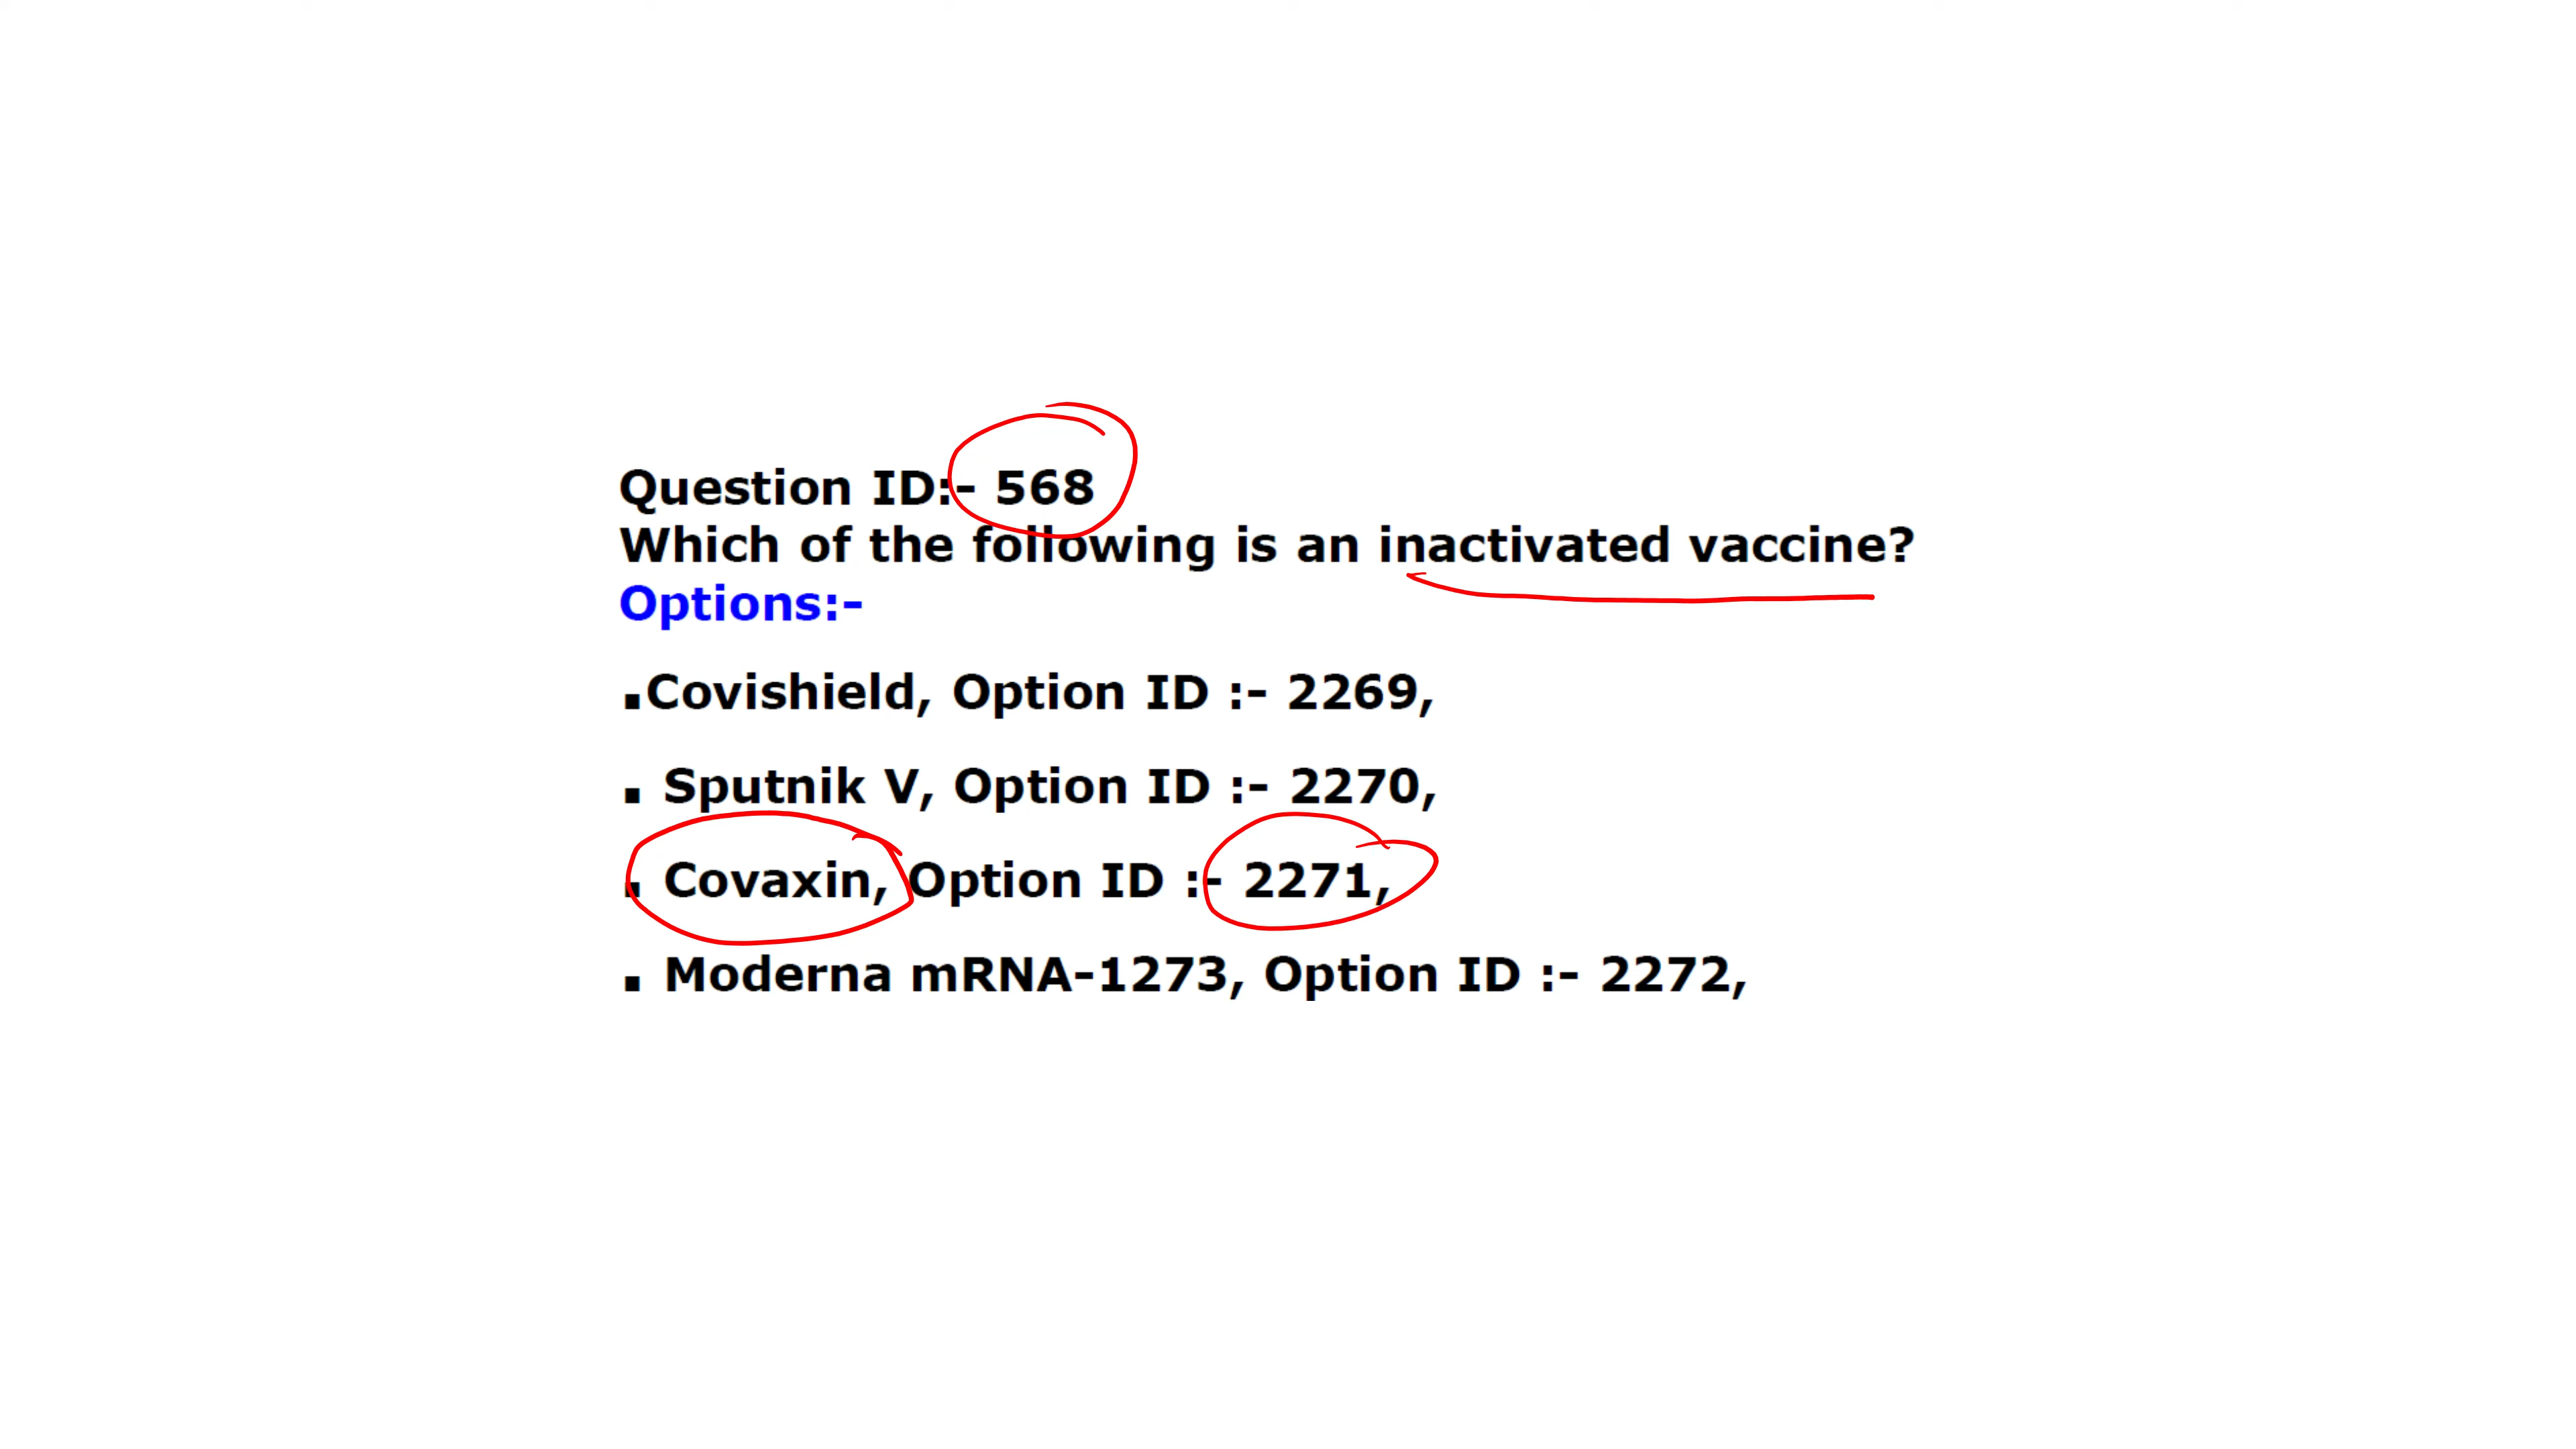 Question ID:- 568
Which of the following is an inactivated vaccine?
Options:-
▪Covishield, Option ID :- 2269,
▪ Sputnik V, Option ID :- 2270,
▪ Covaxin, Option ID :- 2271,
▪ Moderna mRNA-1273, Option ID :- 2272,